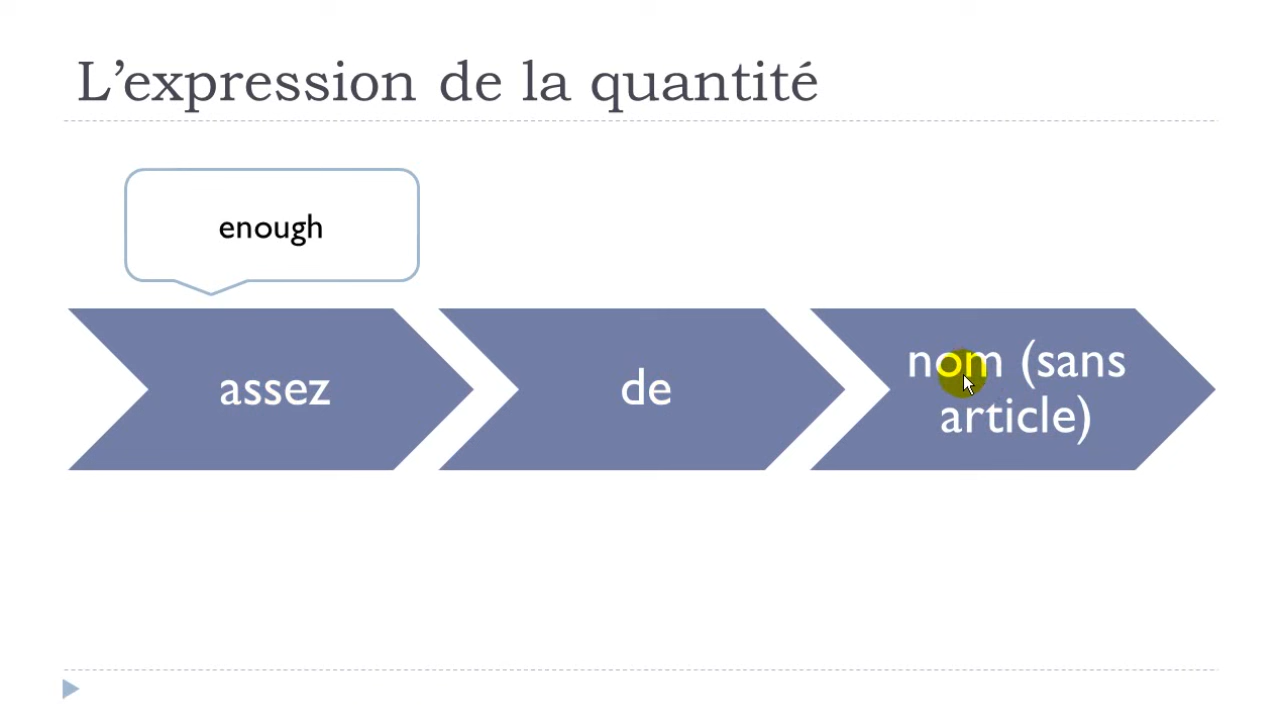 L’expression de la quantité
enough
assez
de
nom (sans
article)